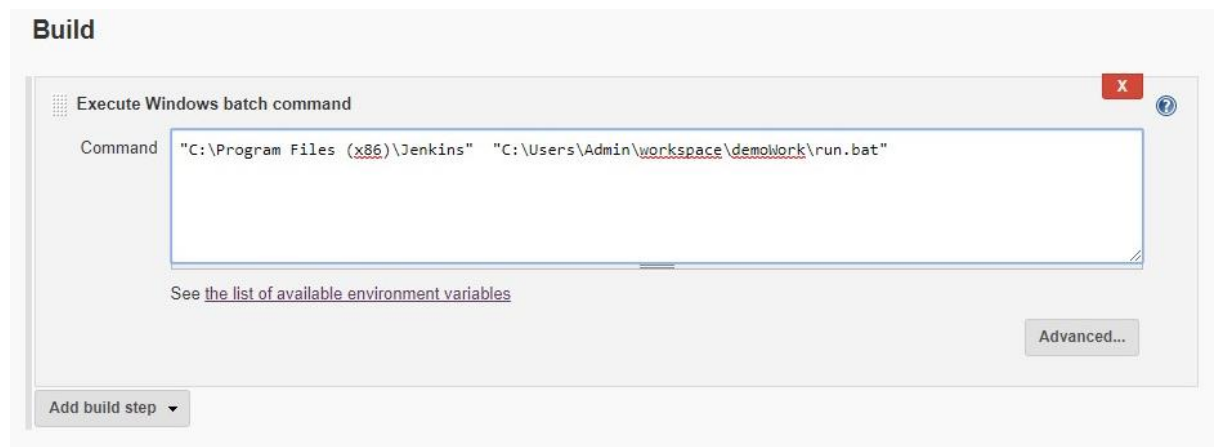 Build
X
Execute Windows batch command
Command
"C:\Program Files (x86)\Jenkins"  "C:\Users\Admin\workspace\demoWork\run.bat"
See the list of available environment variables
Advanced...
Add build step